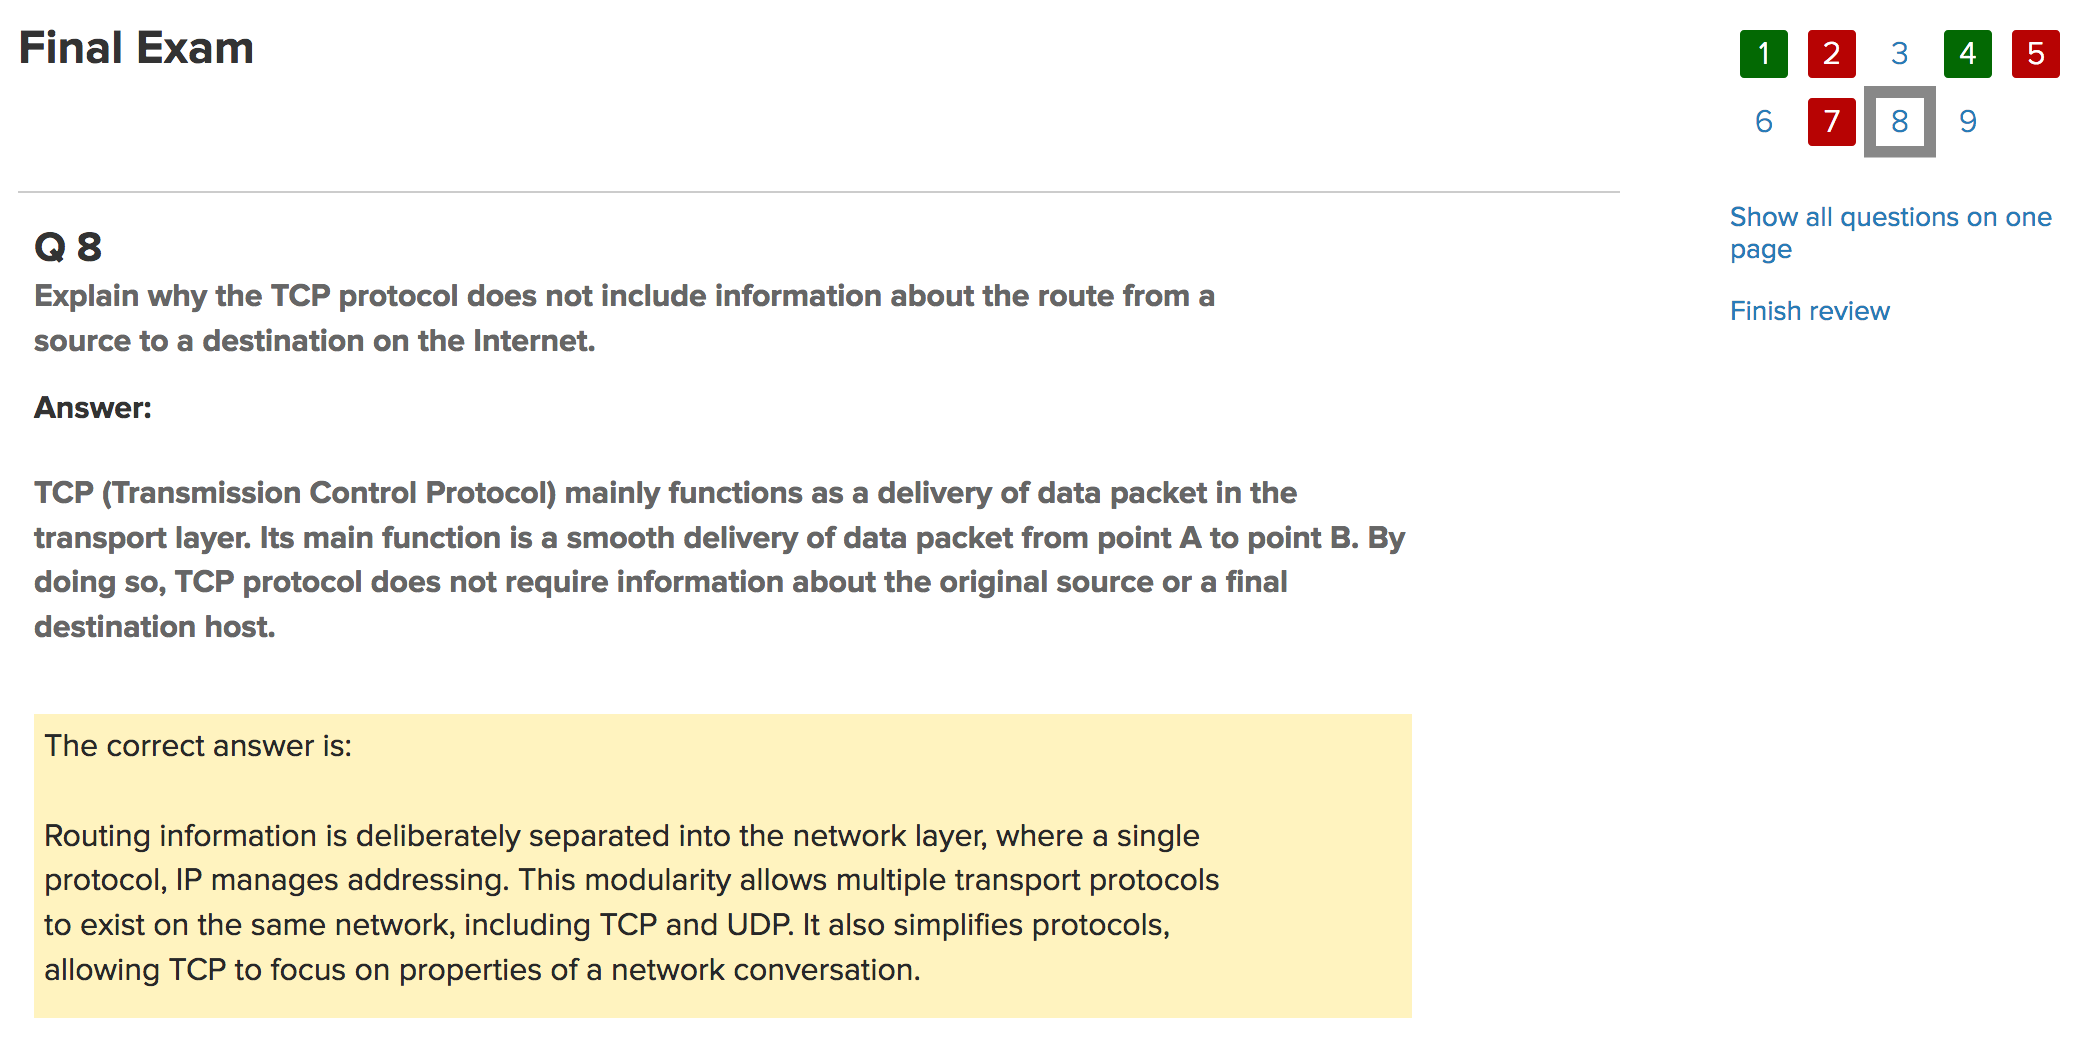 Final Exam
1 2 3 4 5
6 7 8 9
Show all questions on one
page
Finish review
Q 8
Explain why the TCP protocol does not include information about the route from a
source to a destination on the Internet.
Answer:
TCP (Transmission Control Protocol) mainly functions as a delivery of data packet in the
transport layer. Its main function is a smooth delivery of data packet from point A to point B. By
doing so, TCP protocol does not require information about the original source or a final
destination host.
The correct answer is:
Routing information is deliberately separated into the network layer, where a single
protocol, IP manages addressing. This modularity allows multiple transport protocols
to exist on the same network, including TCP and UDP. It also simplifies protocols,
allowing TCP to focus on properties of a network conversation.